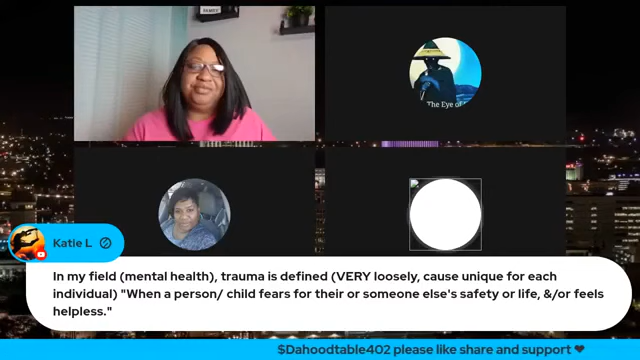 The Eye of
Katie L
In my field (mental health), trauma is defined (VERY loosely, cause unique for each
individual) "When a person/ child fears for their or someone else's safety or life, &/or feels
helpless."
$Dahoodtable402 please like share and support ❤